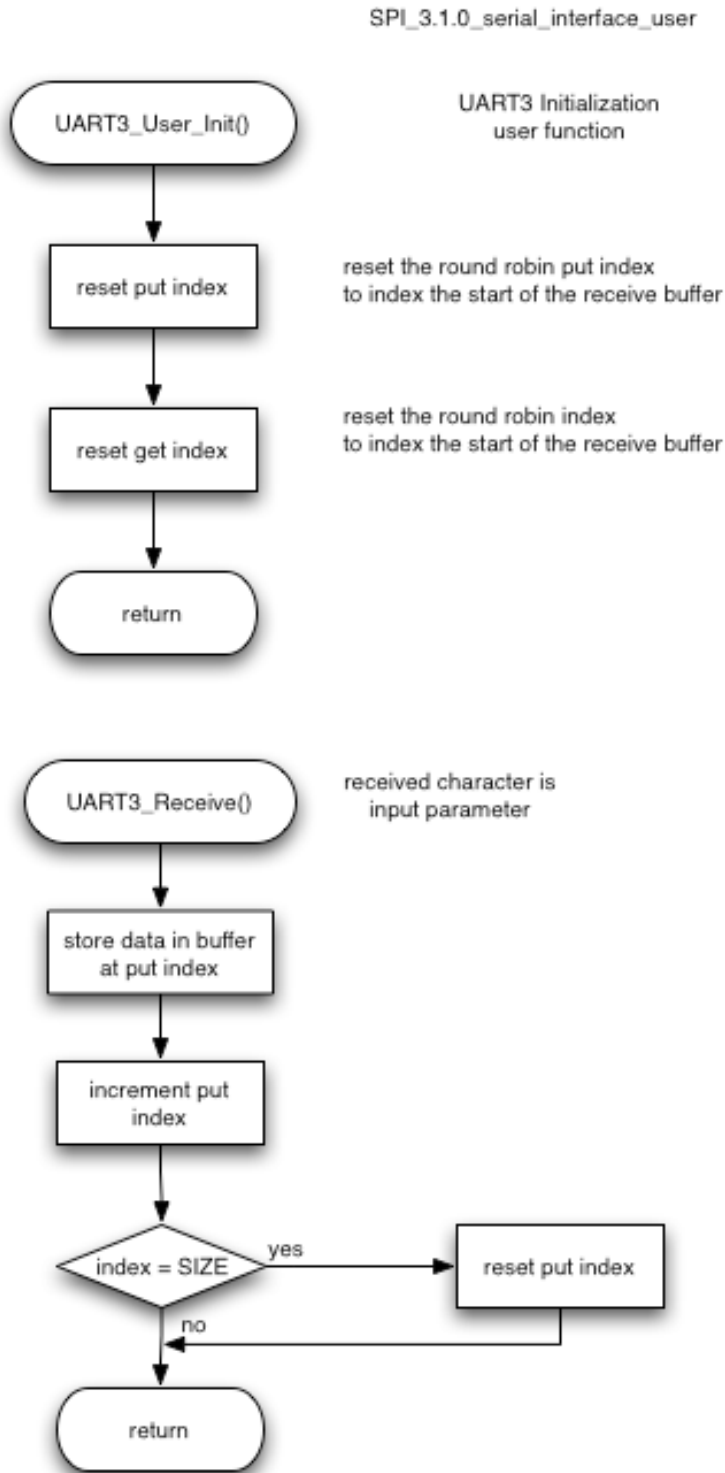 SPI_3.1.0_serial_interface_user
UART3_User_Init()
UART3 Initialization
user function
reset put index
reset the round robin put index
to index the start of the receive buffer
reset get index
reset the round robin index
to index the start of the receive buffer
return
UART3_Receive()
received character is
input parameter
store data in buffer
at put index
increment put
index
index = SIZE
yes
reset put index
no
return